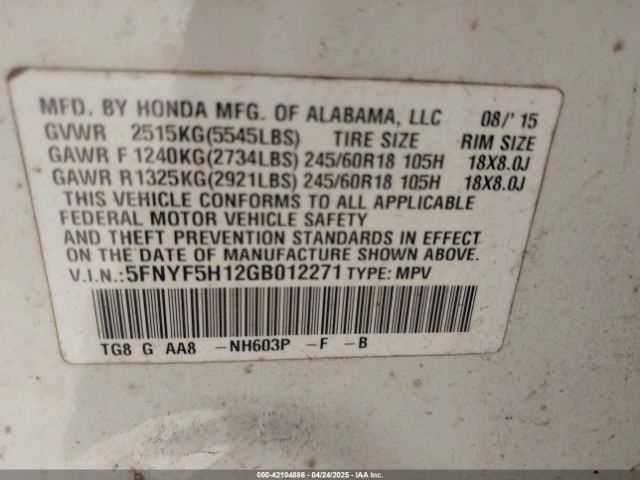 MFD. BY HONDA MFG. OF ALABAMA, LLC 08/'15
GVWR 2515KG(5545LBS) TIRE SIZE RIM SIZE
GAWR F 1240KG(2734LBS) 245/60R18 105H 18X8.0J
GAWR R 1325KG(2921LBS) 245/60R18 105H 18X8.0J
THIS VEHICLE CONFORMS TO ALL APPLICABLE
FEDERAL MOTOR VEHICLE SAFETY
AND THEFT PREVENTION STANDARDS IN EFFECT
ON THE DATE OF MANUFACTURE SHOWN ABOVE.
V.I.N.: 5FNYF5H12GB012271 TYPE: MPV
TG8 G AA8 -NH603P -F -B
000-42104886 - 04/24/2025 - IAA Inc.